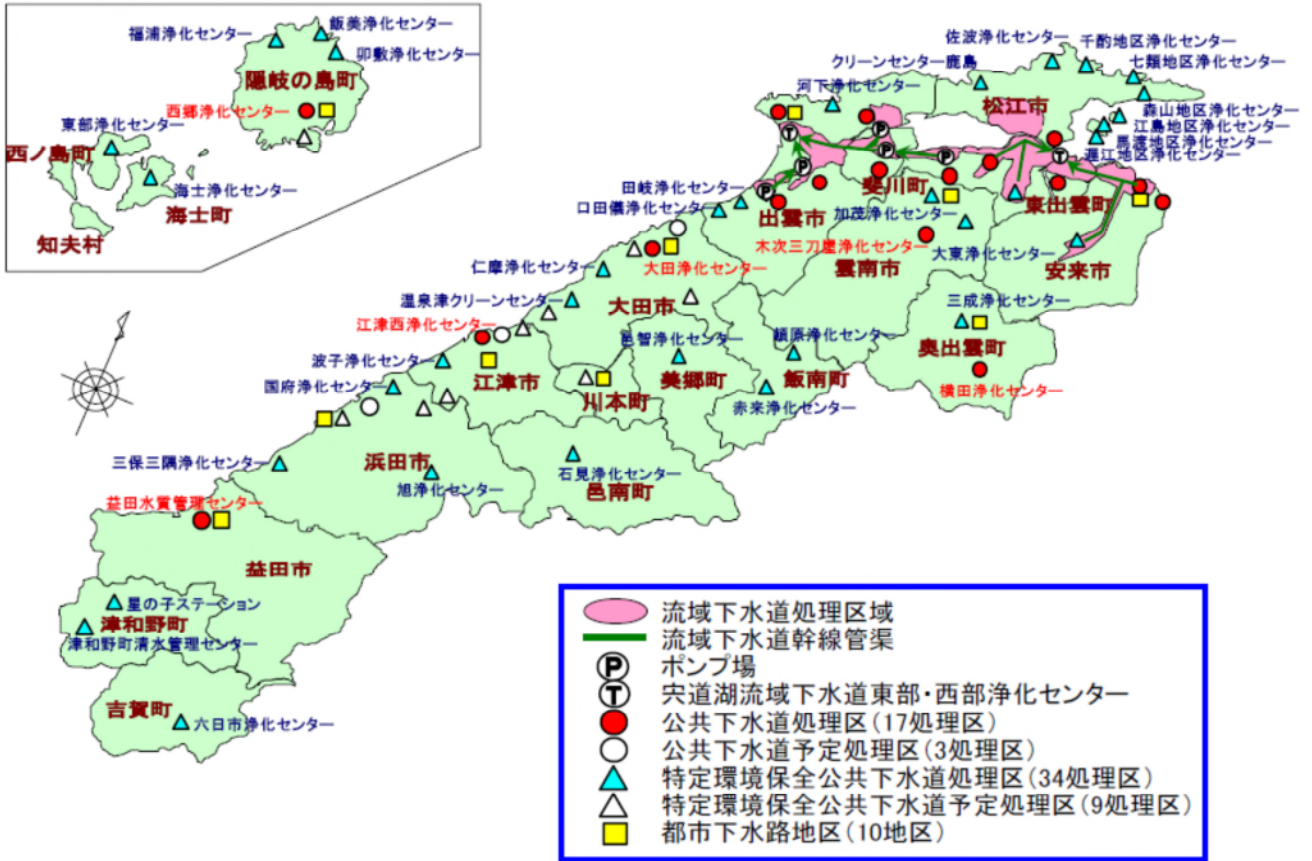 福浦浄化センター
飯美浄化センター
卯敷浄化センター
隠岐の島町
西郷浄化センター
東部浄化センター
西ノ島町
海士浄化センター
海士町
知夫村
佐波浄化センター
千酌地区浄化センター
クリーンセンター鹿島
七類地区浄化センター
河下浄化センター
松江市
森山地区浄化センター
江島地区浄化センター
馬渡地区浄化センター
遅江地区浄化センター
P
T
P
P
P
P
T
田岐浄化センター
斐川町
口田儀浄化センター
出雲市
加茂浄化センター
東出雲町
木次三刀屋浄化センター
大東浄化センター
雲南市
安来市
仁摩浄化センター
大田浄化センター
温泉津クリーンセンター
大田市
三成浄化センター
江津西浄化センター
邑智浄化センター
頓原浄化センター
奥出雲町
波子浄化センター
江津市
美郷町
飯南町
横田浄化センター
国府浄化センター
川本町
赤来浄化センター
三保三隅浄化センター
浜田市
旭浄化センター
石見浄化センター
邑南町
益田水質管理センター
益田市
星の子ステーション
津和野町
津和野町清水管理センター
吉賀町
六日市浄化センター
流域下水道処理区域
流域下水道幹線管渠
P ポンプ場
T 宍道湖流域下水道東部・西部浄化センター
公共下水道処理区(17処理区)
公共下水道予定処理区(3処理区)
特定環境保全公共下水道処理区(34処理区)
特定環境保全公共下水道予定処理区(9処理区)
都市下水路地区(10地区)